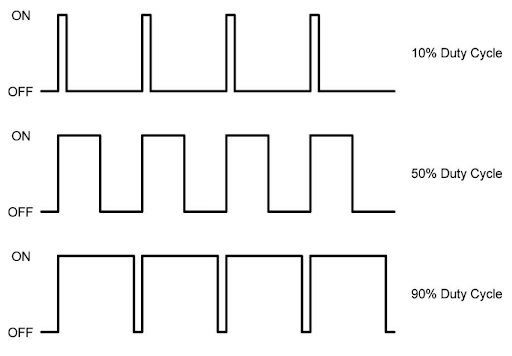 ON
10% Duty Cycle
OFF
ON
50% Duty Cycle
OFF
ON
90% Duty Cycle
OFF